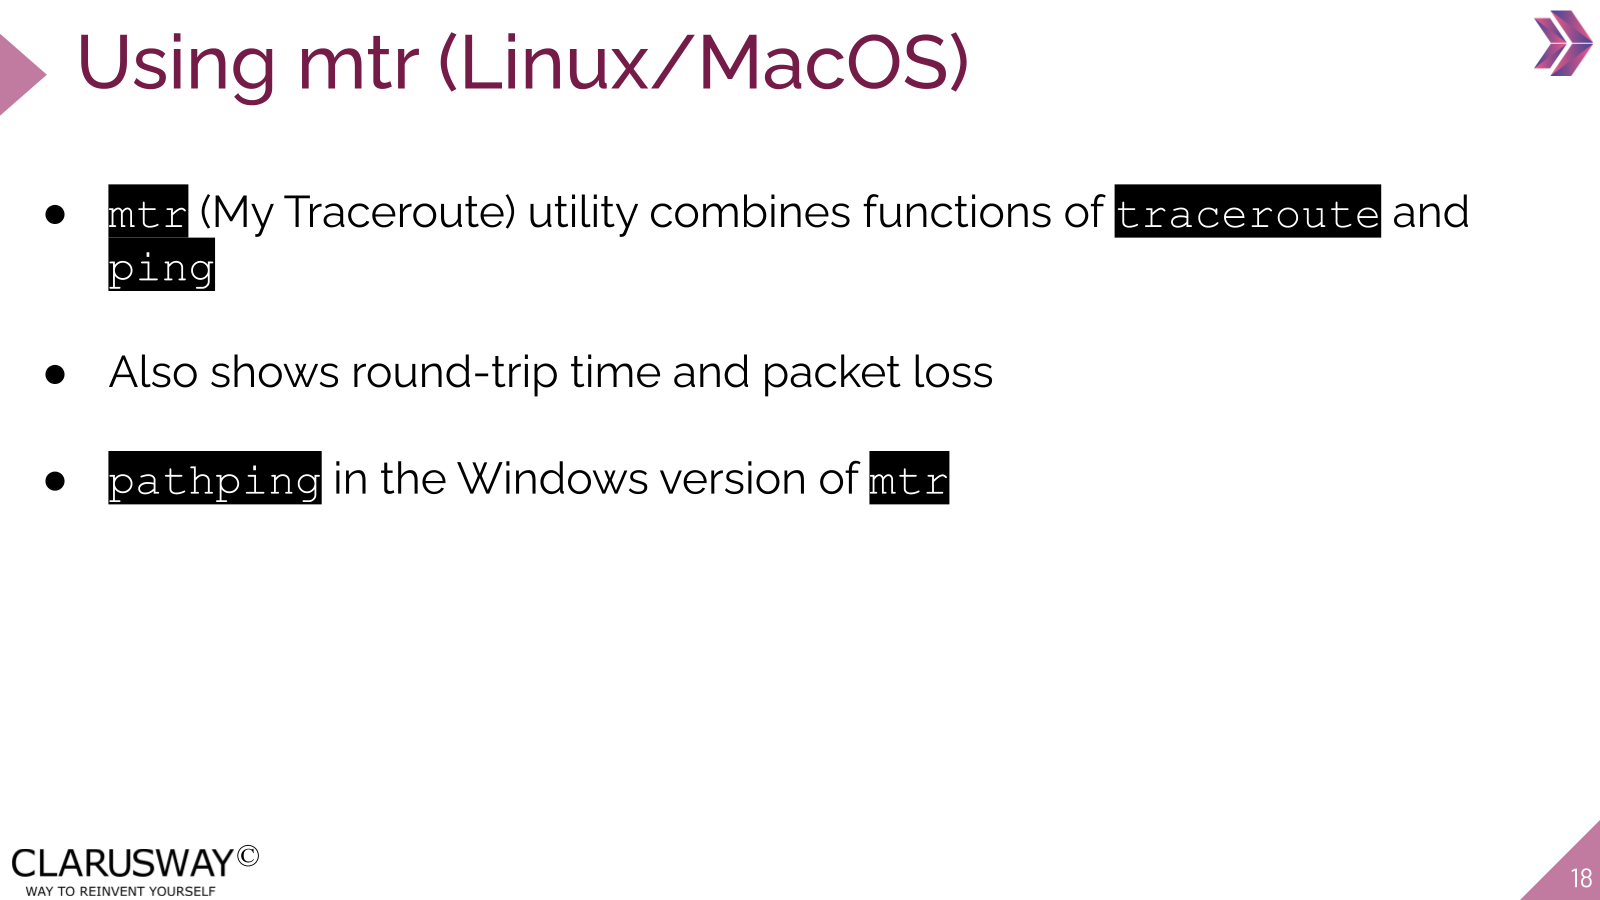 Using mtr (Linux/MacOS)
● mtr (My Traceroute) utility combines functions of traceroute and
ping
● Also shows round-trip time and packet loss
● pathping in the Windows version of mtr
CLARUSWAY©
WAY TO REINVENT YOURSELF
18